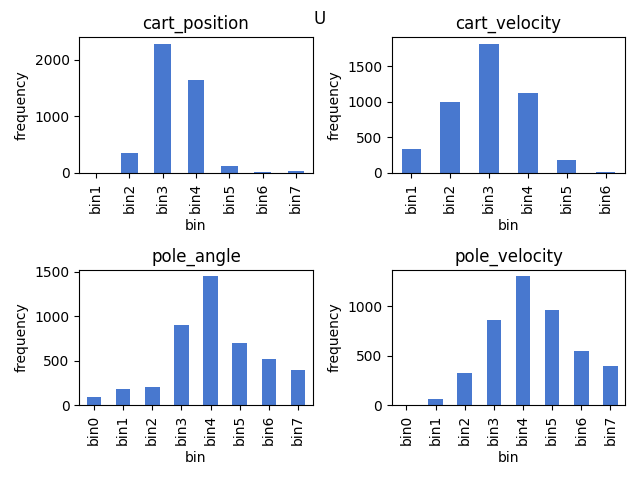 U
cart_position
frequency
2000
1000
0
bin1 bin2 bin3 bin4 bin5 bin6 bin7
bin
cart_velocity
frequency
1500
1000
500
0
bin1 bin2 bin3 bin4 bin5 bin6
bin
pole_angle
frequency
1500
1000
500
0
bin0 bin1 bin2 bin3 bin4 bin5 bin6 bin7
bin
pole_velocity
frequency
1000
500
0
bin0 bin1 bin2 bin3 bin4 bin5 bin6 bin7
bin